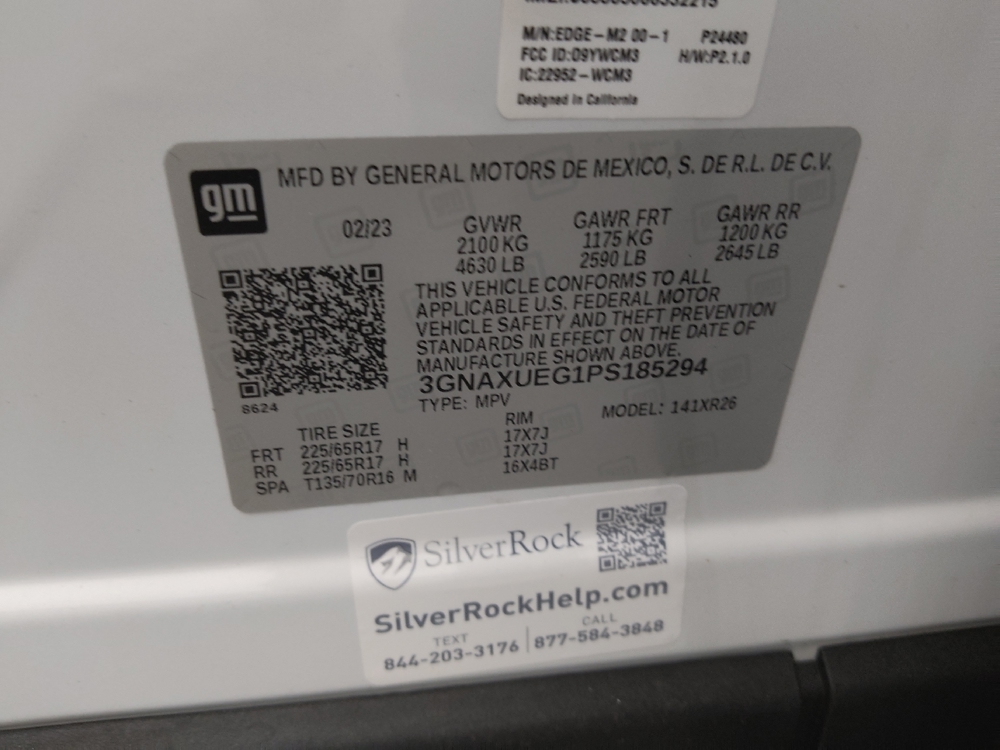 M/N:EDGE-M2 00-1 P24480
FCC ID:O9YWCM3 H/W:P2.1.0
IC:22952-WCM3
Designed in California
gm
MFD BY GENERAL MOTORS DE MEXICO, S. DE R.L. DE C.V.
02/23 GVWR GAWR FRT GAWR RR
2100 KG 1175 KG 1200 KG
4630 LB 2590 LB 2645 LB
THIS VEHICLE CONFORMS TO ALL
APPLICABLE U.S. FEDERAL MOTOR
VEHICLE SAFETY AND THEFT PREVENTION
STANDARDS IN EFFECT ON THE DATE OF
MANUFACTURE SHOWN ABOVE.
3GNAXUEG1PS185294
8624
TYPE: MPV MODEL: 141XR26
TIRE SIZE RIM
FRT 225/65R17 H 17X7J
RR 225/65R17 H 17X7J
SPA T135/70R16 M 16X4BT
SilverRock
SilverRockHelp.com
TEXT CALL
844-203-3176 | 877-584-3848